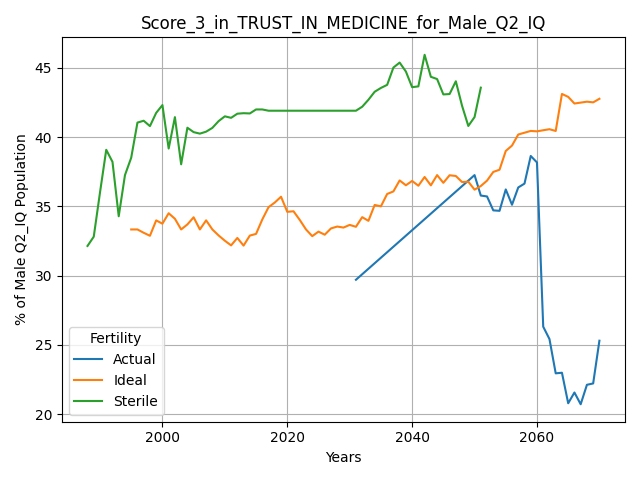 Score_3_in_TRUST_IN_MEDICINE_for_Male_Q2_IQ
% of Male Q2_IQ Population
45
40
35
30
25
20
Fertility
Actual
Ideal
Sterile
2000
2020
2040
2060
Years